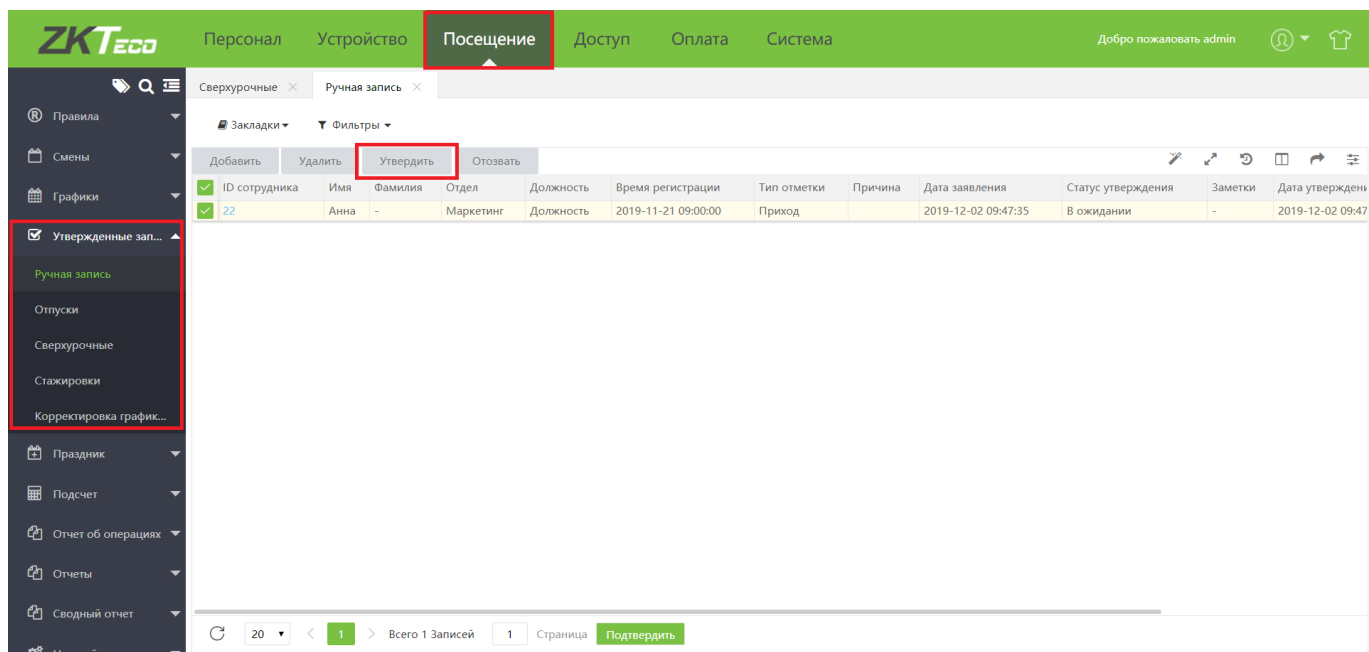 ZKTeco Персонал Устройство Посещение Доступ Оплата Система Добро пожаловать admin
Сверхурочные Ручная запись
Правила
Закладки Фильтры
Смены
Добавить Удалить Утвердить Отозвать
ID сотрудника Имя Фамилия Отдел Должность Время регистрации Тип отметки Причина Дата заявления Статус утверждения Заметки Дата утвержден
22 Анна - Маркетинг Должность 2019-11-21 09:00:00 Приход 2019-12-02 09:47:35 В ожидании - 2019-12-02 09:47
Графики
Утвержденные зап...
Ручная запись
Отпуски
Сверхурочные
Стажировки
Корректировка график...
Праздник
Подсчет
Отчет об операциях
Отчеты
Сводный отчет
20 < 1 > Всего 1 Записей 1 Страница Подтвердить